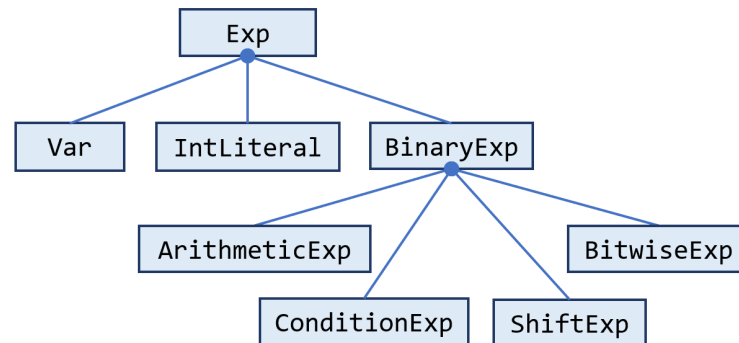 Exp
Var
IntLiteral
BinaryExp
ArithmeticExp
BitwiseExp
ConditionExp
ShiftExp